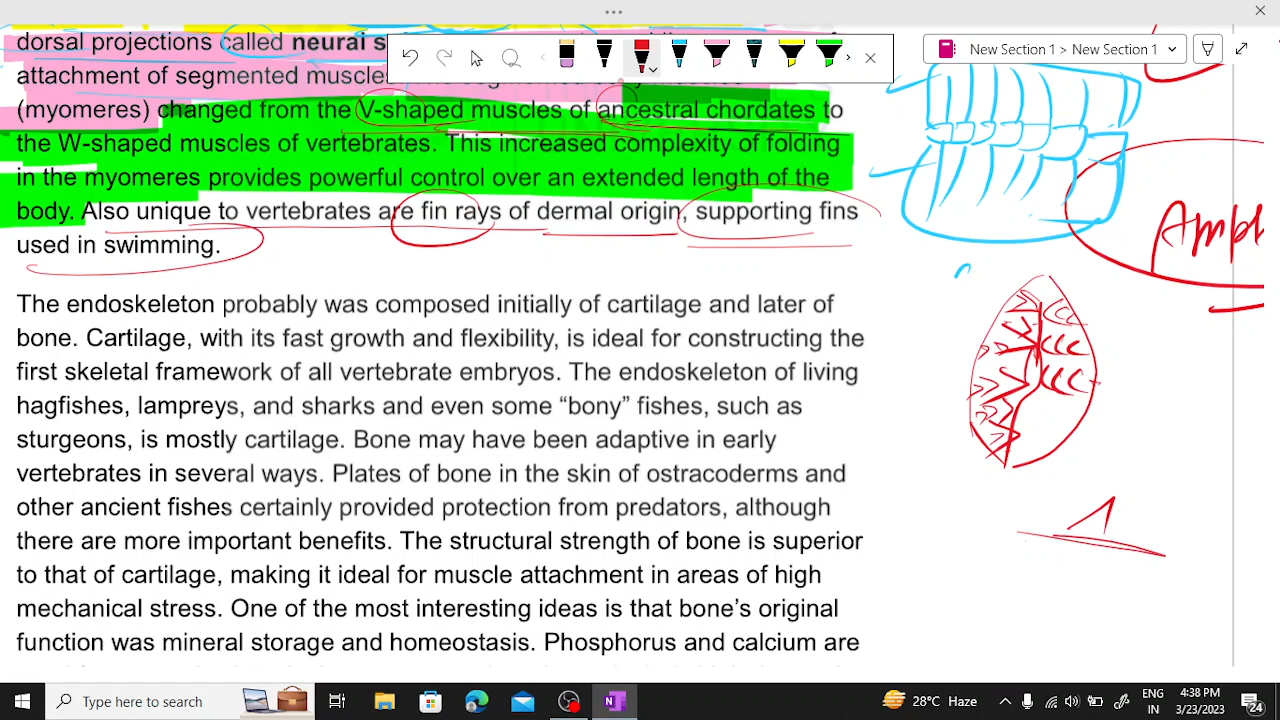 New Section 1 > New Section 1
dorsal projections called neural s
attachment of segmented muscles
(myomeres) changed from the V-shaped muscles of ancestral chordates to
the W-shaped muscles of vertebrates. This increased complexity of folding
in the myomeres provides powerful control over an extended length of the
body. Also unique to vertebrates are fin rays of dermal origin, supporting fins
used in swimming.
Amph
The endoskeleton probably was composed initially of cartilage and later of
bone. Cartilage, with its fast growth and flexibility, is ideal for constructing the
first skeletal framework of all vertebrate embryos. The endoskeleton of living
hagfishes, lampreys, and sharks and even some “bony” fishes, such as
sturgeons, is mostly cartilage. Bone may have been adaptive in early
vertebrates in several ways. Plates of bone in the skin of ostracoderms and
other ancient fishes certainly provided protection from predators, although
there are more important benefits. The structural strength of bone is superior
to that of cartilage, making it ideal for muscle attachment in areas of high
mechanical stress. One of the most interesting ideas is that bone’s original
function was mineral storage and homeostasis. Phosphorus and calcium are
Type here to search
28°C Haze
ENG
IN
4:38 PM
3/23/2023
24